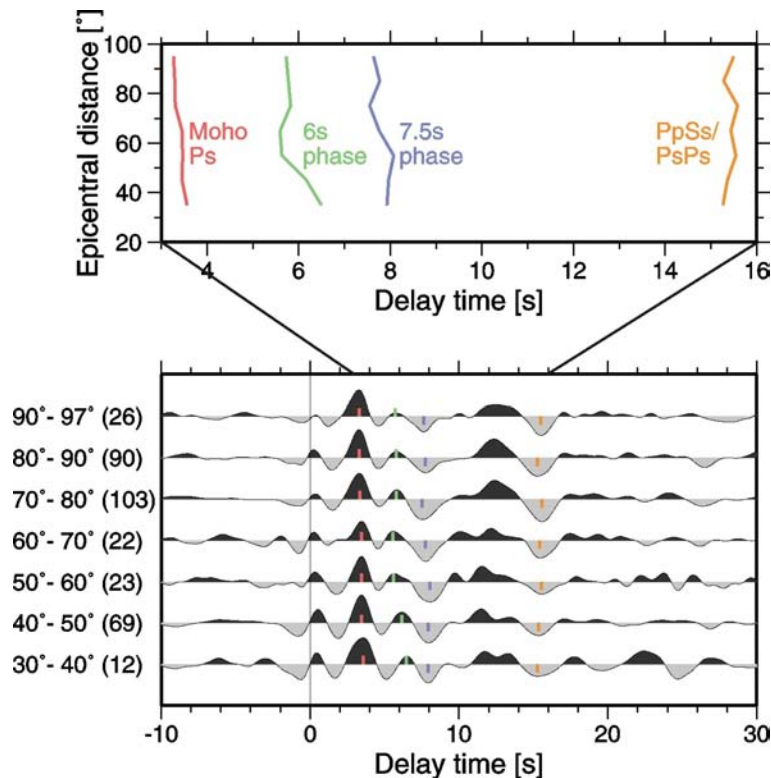 Epicentral distance [°]
100
80
60
40
20
Moho
Ps
6s
phase
7.5s
phase
PpSs/
PsPs
4 6 8 10 12 14 16
Delay time [s]
90°- 97° (26)
80°- 90° (90)
70°- 80° (103)
60°- 70° (22)
50°- 60° (23)
40°- 50° (69)
30°- 40° (12)
-10 0 10 20 30
Delay time [s]